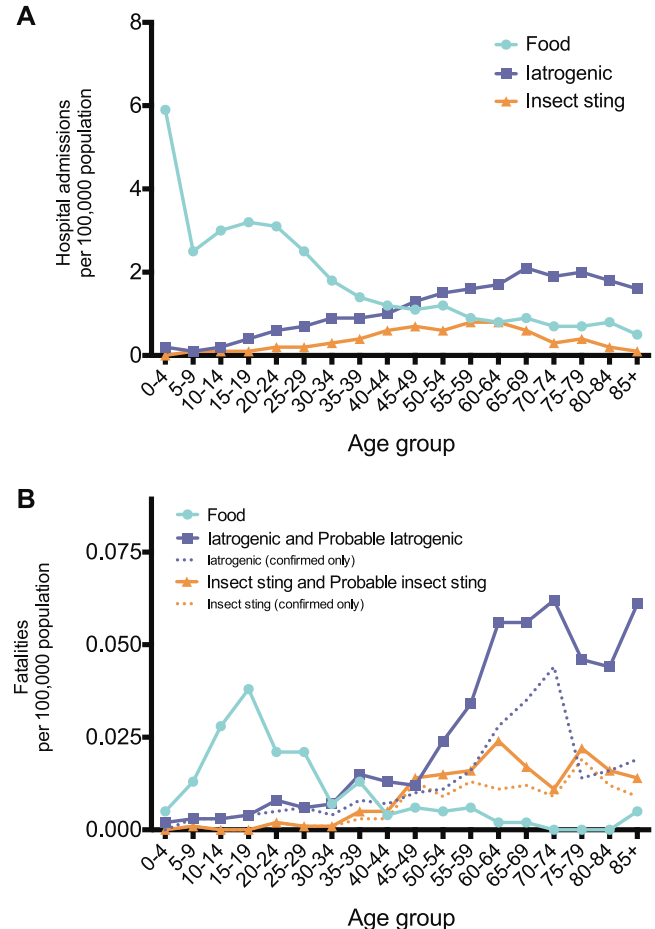 A
8
6
4
2
0
Hospital admissions
per 100,000 population
Food
Iatrogenic
Insect sting
0-4
5-9
10-14
15-19
20-24
25-29
30-34
35-39
40-44
45-49
50-54
55-59
60-64
65-69
70-74
75-79
80-84
85+
Age group
B
0.075
0.050
0.025
0.000
Fatalities
per 100,000 population
Food
Iatrogenic and Probable Iatrogenic
Iatrogenic (confirmed only)
Insect sting and Probable insect sting
Insect sting (confirmed only)
0-4
5-9
10-14
15-19
20-24
25-29
30-34
35-39
40-44
45-49
50-54
55-59
60-64
65-69
70-74
75-79
80-84
85+
Age group